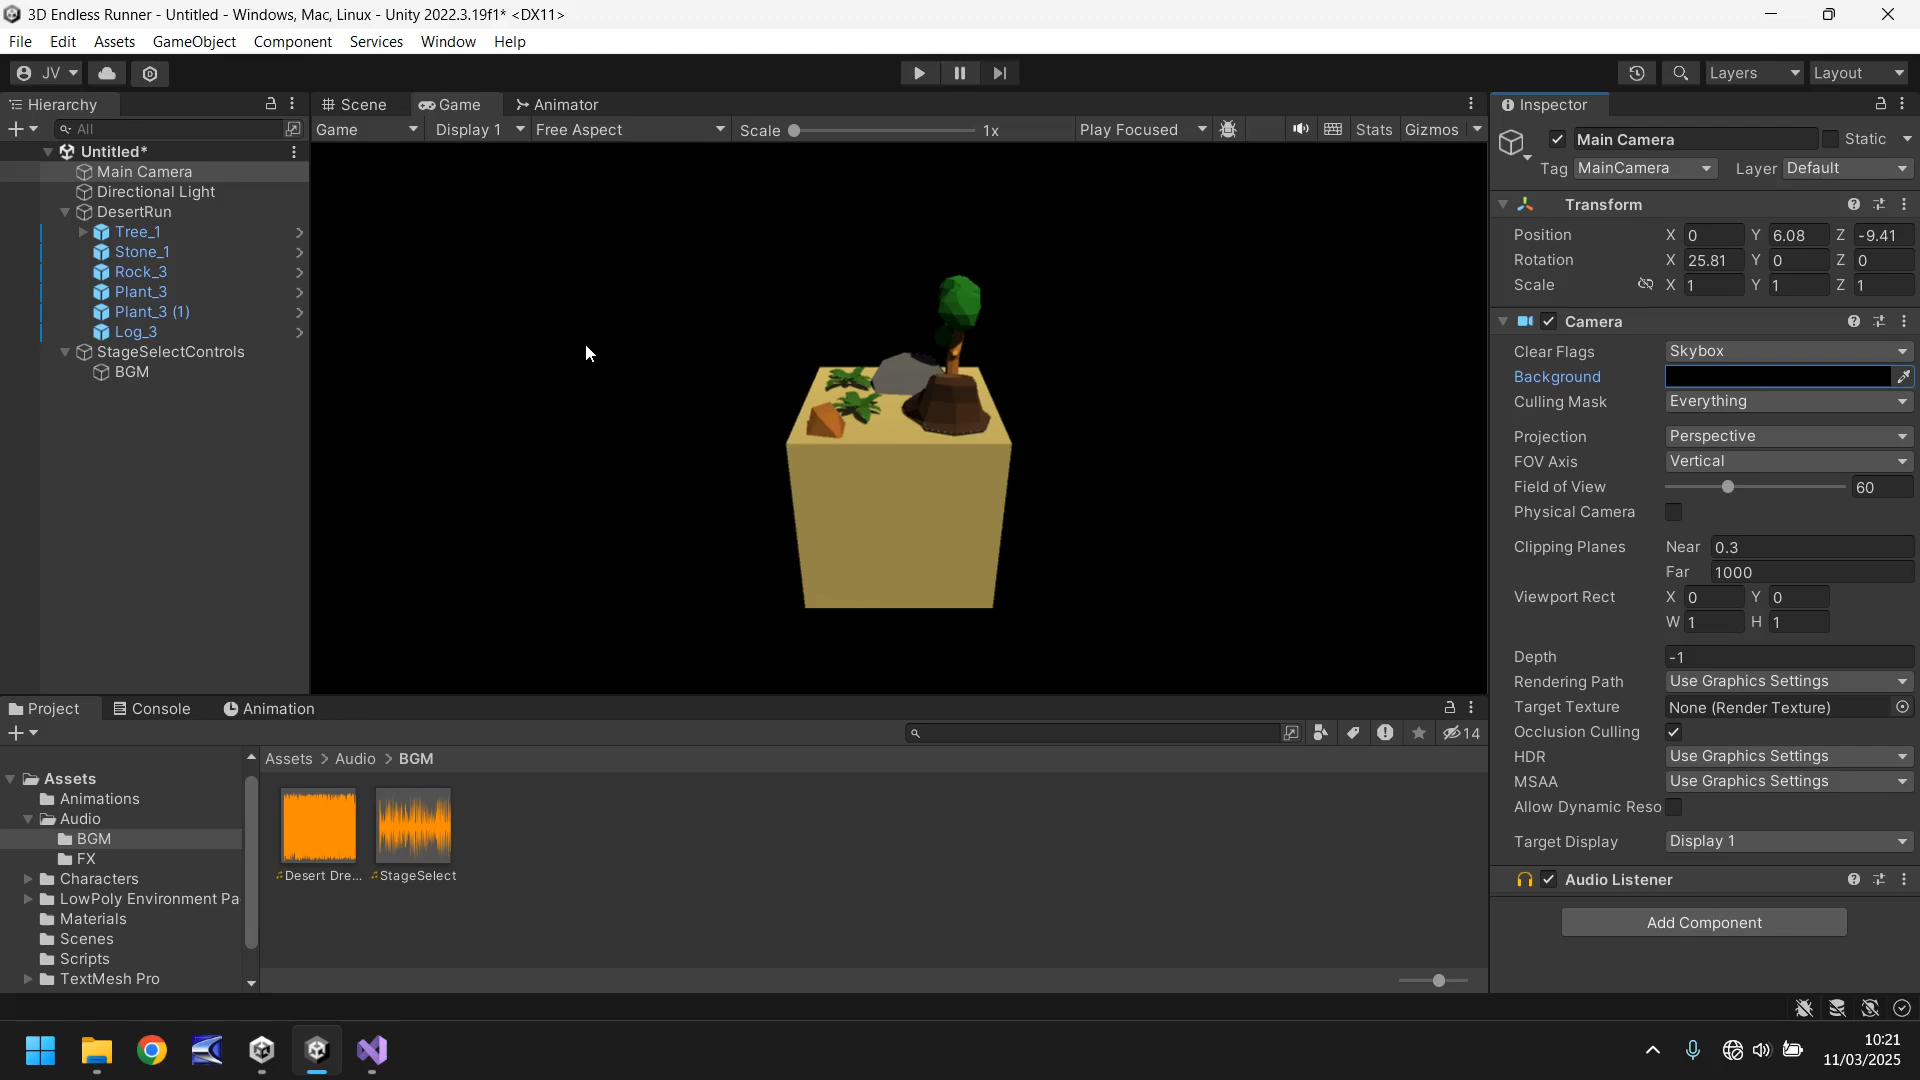 3D Endless Runner - Untitled - Windows, Mac, Linux - Unity 2022.3.19f1* <DX11>
File Edit Assets GameObject Component Services Window Help
JV Layers Layout
Hierarchy
All
Untitled*
Main Camera
Directional Light
DesertRun
Tree_1
Stone_1
Rock_3
Plant_3
Plant_3 (1)
Log_3
StageSelectControls
BGM
Scene Game Animator
Game Display 1 Free Aspect Scale 1x Play Focused Stats Gizmos
Inspector
Main Camera Static
Tag MainCamera Layer Default
Transform
Position X 0 Y 6.08 Z -9.41
Rotation X 25.81 Y 0 Z 0
Scale X 1 Y 1 Z 1
Camera
Clear Flags Skybox
Background
Culling Mask Everything
Projection Perspective
FOV Axis Vertical
Field of View 60
Physical Camera
Clipping Planes Near 0.3
Far 1000
Viewport Rect X 0 Y 0
W 1 H 1
Depth -1
Rendering Path Use Graphics Settings
Target Texture None (Render Texture)
Occlusion Culling
HDR Use Graphics Settings
MSAA Use Graphics Settings
Allow Dynamic Reso
Target Display Display 1
Audio Listener
Add Component
Project Console Animation
14
Assets
Animations
Audio
BGM
FX
Characters
LowPoly Environment Pa
Materials
Scenes
Scripts
TextMesh Pro
Assets > Audio > BGM
Desert Dre... StageSelect
10:21
11/03/2025